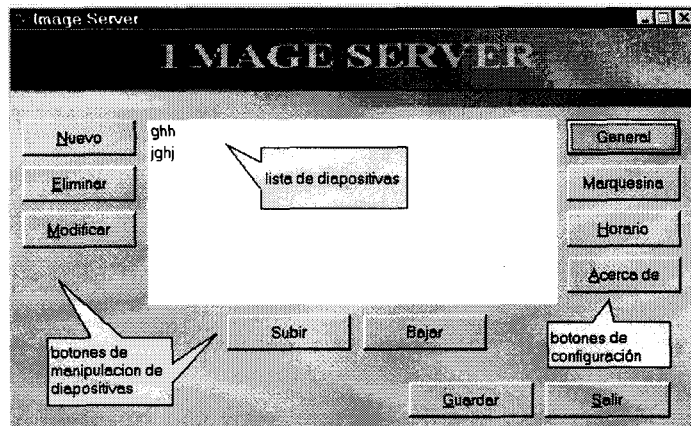 Image Server
IMAGE SERVER
Nuevo
Eliminar
Modificar
ghh
jghj
lista de diapositivas
General
Marquesina
Horario
Acerca de
Subir
Bajar
botones de
manipulacion de
diapositivas
botones de
configuración
Guardar
Salir